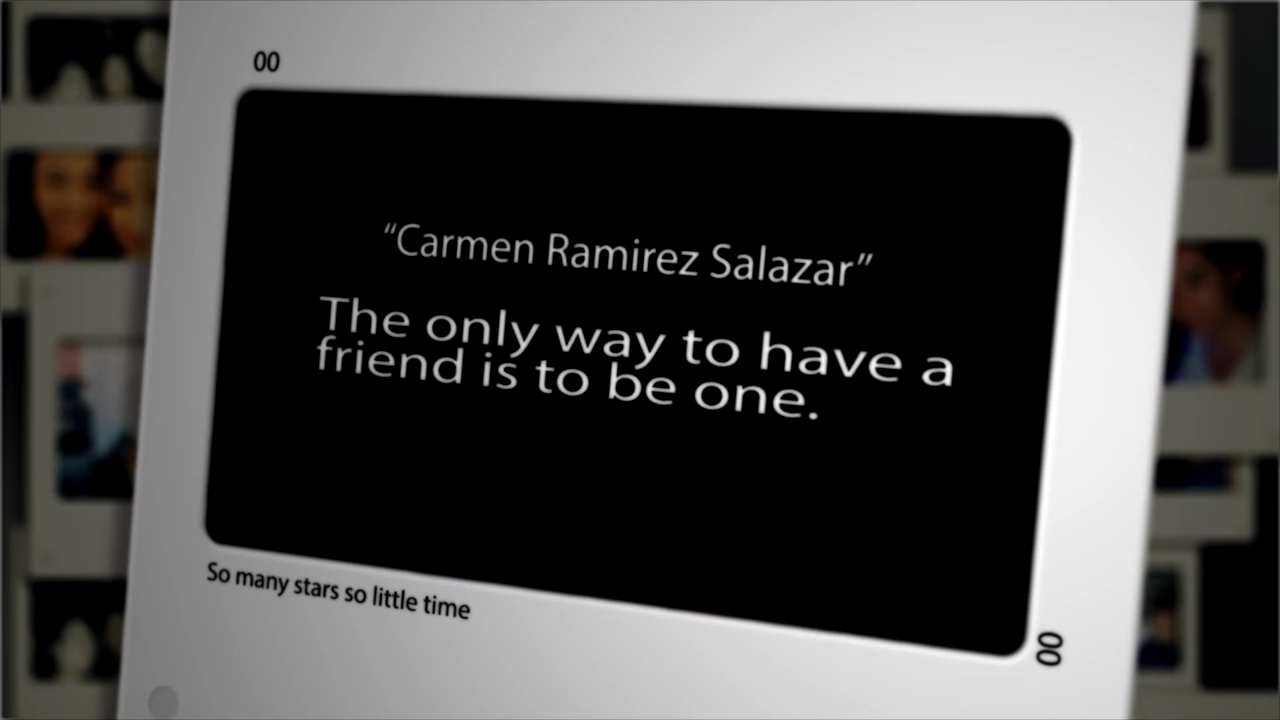 00
“Carmen Ramirez Salazar”
The only way to have a
friend is to be one.
So many stars so little time
00